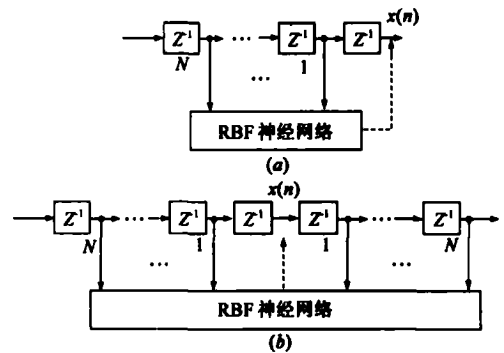 x(n)
Z⁻¹ ... Z⁻¹ Z⁻¹
N ... 1
RBF 神经网络
(a)
x(n)
Z⁻¹ ... Z⁻¹ Z⁻¹ Z⁻¹ ... Z⁻¹
N ... 1 1 ... N
RBF 神经网络
(b)